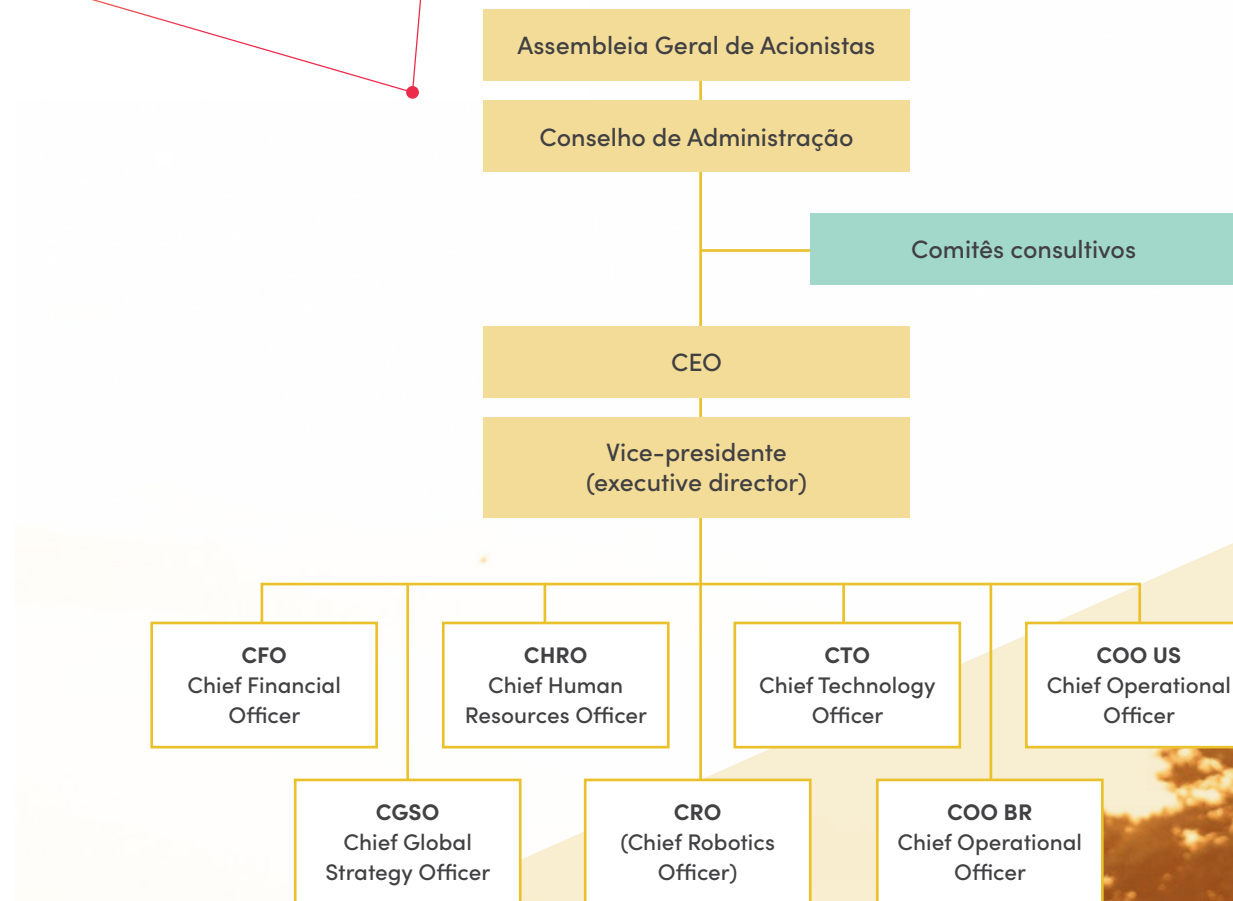 Assembleia Geral de Acionistas
Conselho de Administração
Comitês consultivos
CEO
Vice-presidente
(executive director)
CFO
Chief Financial
Officer
CHRO
Chief Human
Resources Officer
CTO
Chief Technology
Officer
COO US
Chief Operational
Officer
CGSO
Chief Global
Strategy Officer
CRO
(Chief Robotics
Officer)
COO BR
Chief Operational
Officer